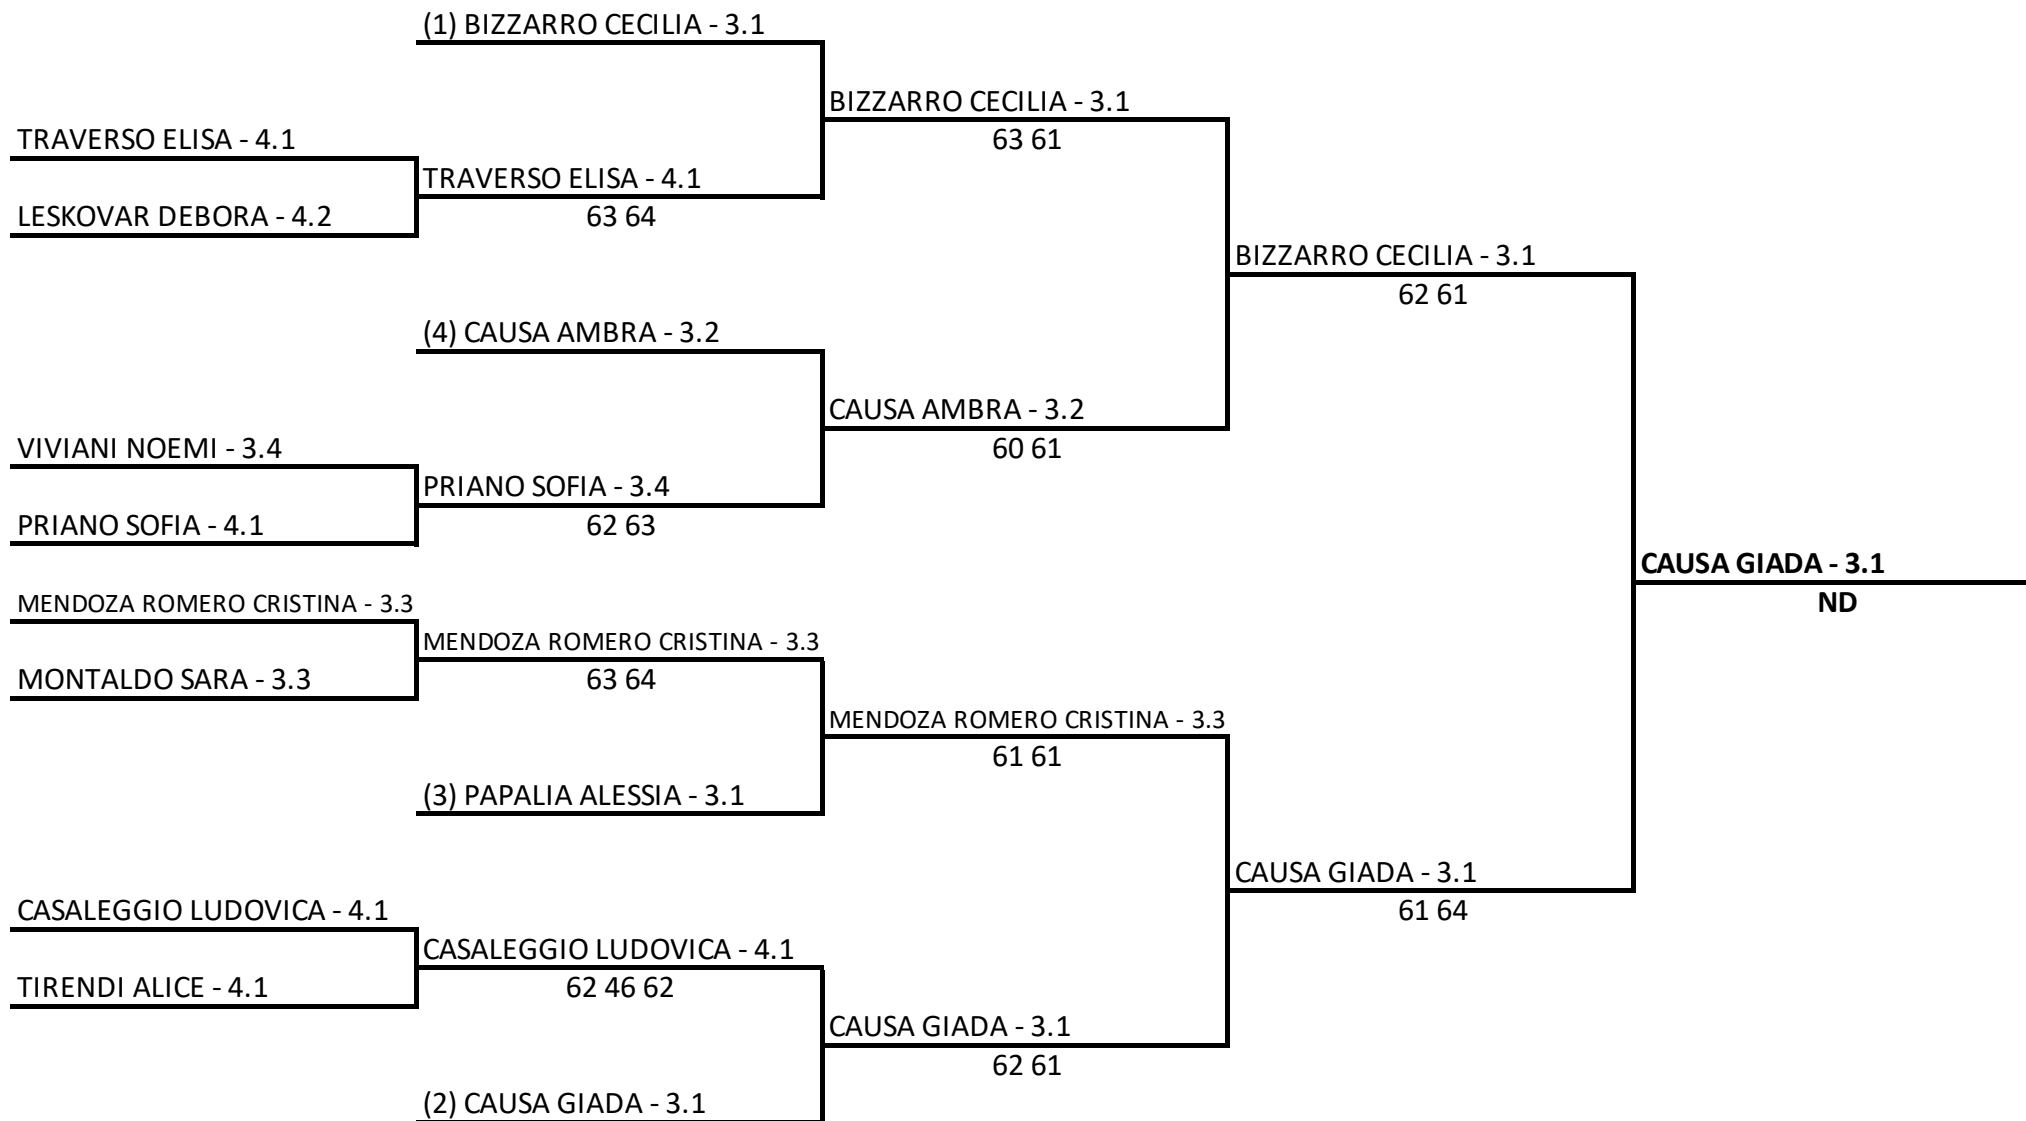 (1) BIZZARRO CECILIA - 3.1
BIZZARRO CECILIA - 3.1
63 61
TRAVERSO ELISA - 4.1
TRAVERSO ELISA - 4.1
63 64
LESKOVAR DEBORA - 4.2
BIZZARRO CECILIA - 3.1
62 61
(4) CAUSA AMBRA - 3.2
CAUSA AMBRA - 3.2
60 61
VIVIANI NOEMI - 3.4
PRIANO SOFIA - 3.4
62 63
PRIANO SOFIA - 4.1
CAUSA GIADA - 3.1
ND
MENDOZA ROMERO CRISTINA - 3.3
MENDOZA ROMERO CRISTINA - 3.3
63 64
MONTALDO SARA - 3.3
MENDOZA ROMERO CRISTINA - 3.3
61 61
(3) PAPALIA ALESSIA - 3.1
CAUSA GIADA - 3.1
61 64
CASALEGGIO LUDOVICA - 4.1
CASALEGGIO LUDOVICA - 4.1
62 46 62
TIRENDI ALICE - 4.1
CAUSA GIADA - 3.1
62 61
(2) CAUSA GIADA - 3.1